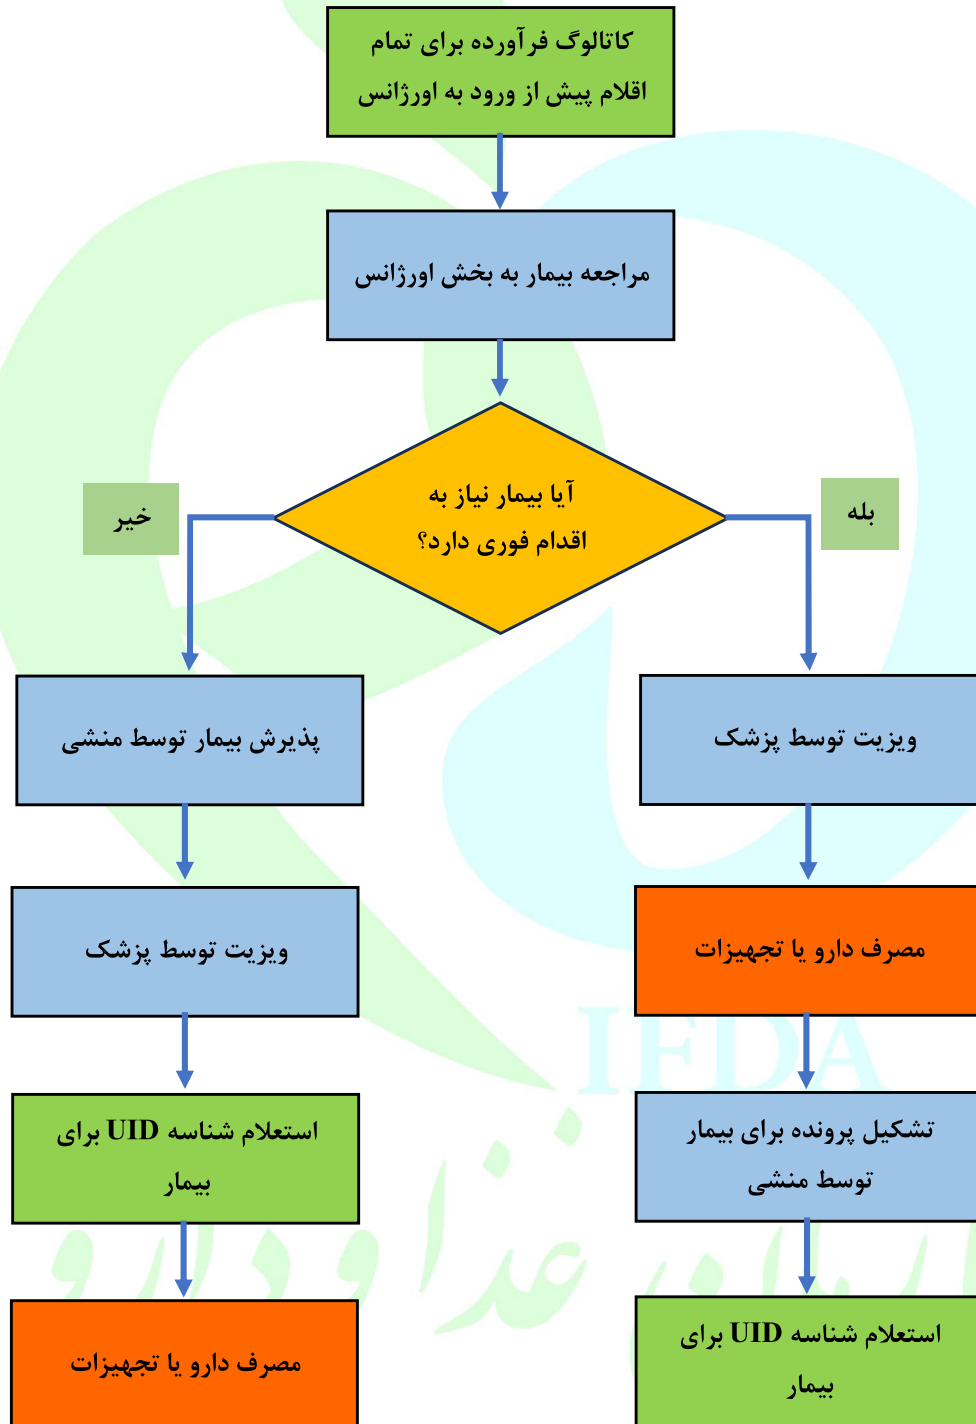 کاتالوگ فرآورده برای تمام
اقلام پیش از ورود به اورژانس
مراجعه بیمار به بخش اورژانس
آیا بیمار نیاز به
اقدام فوری دارد؟
بله
خیر
ویزیت توسط پزشک
پذیرش بیمار توسط منشی
مصرف دارو یا تجهیزات
ویزیت توسط پزشک
IFDA
تشکیل پرونده برای بیمار
توسط منشی
استعلام شناسه UID برای
بیمار
غذا و دارو
استعلام شناسه UID برای
بیمار
مصرف دارو یا تجهیزات